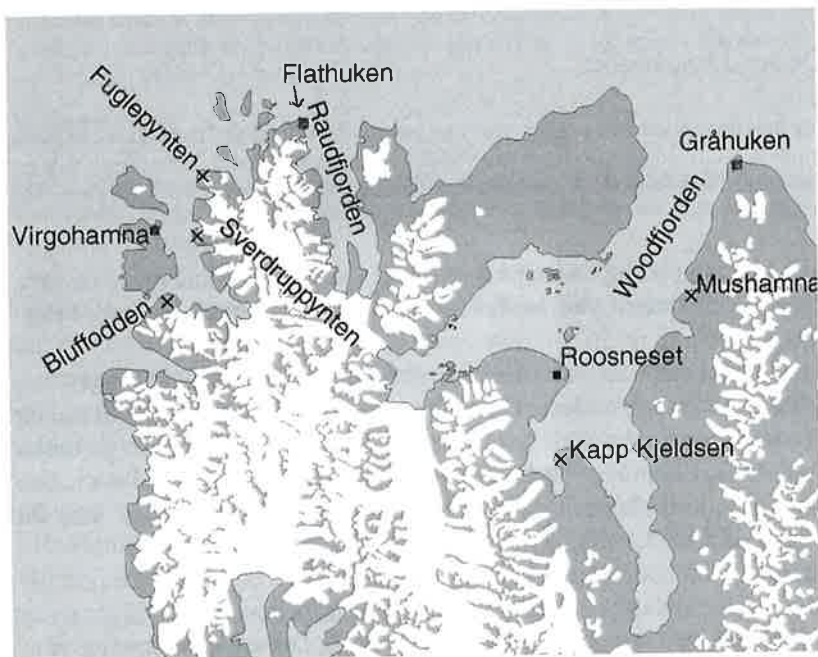 Flathuken
Fuglepynten
Raudfjorden
Gråhuken
Virgohamna
Sverdruppynten
Woodfjorden
Mushamna
Bluffodden
Roosneset
Kapp Kjeldsen